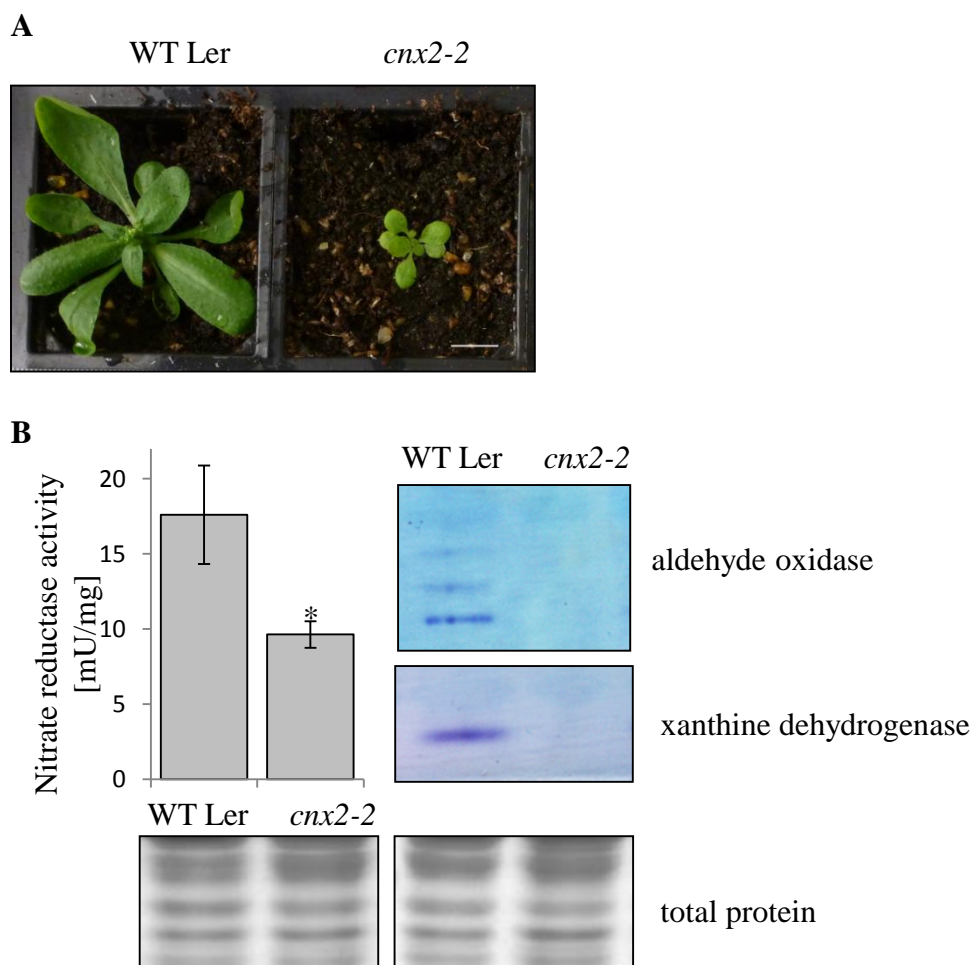 A
WT Ler cnx2-2
B
Nitrate reductase activity
[mU/mg]
20
15
10
5
0
*
WT Ler cnx2-2
WT Ler cnx2-2
aldehyde oxidase
xanthine dehydrogenase
total protein